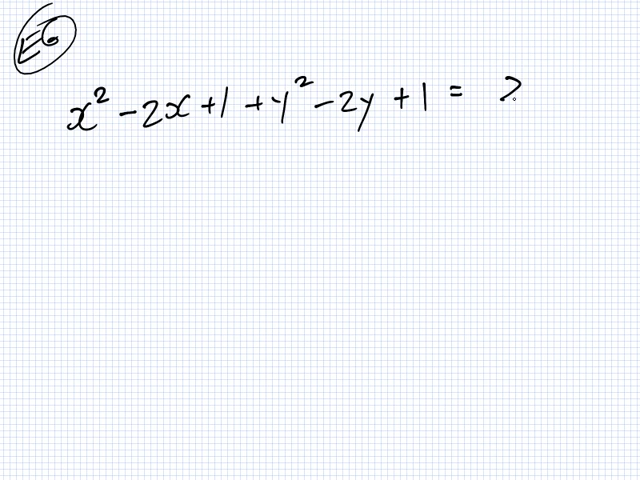 E6
x² - 2x + 1 + y² - 2y + 1 = ?